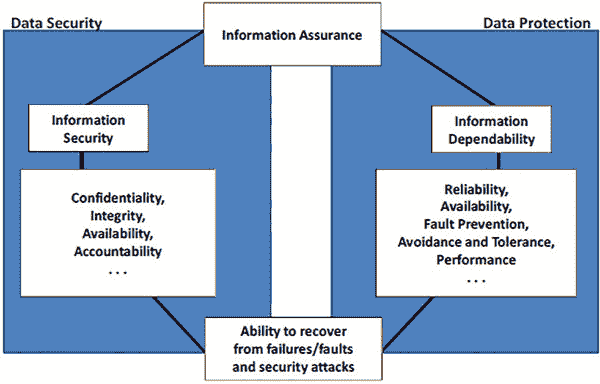 Data Security
Data Protection
Information Assurance
Information
Security
Information
Dependability
Confidentiality,
Integrity,
Availability,
Accountability
. . .
Reliability,
Availability,
Fault Prevention,
Avoidance and Tolerance,
Performance
. . .
Ability to recover
from failures/faults
and security attacks